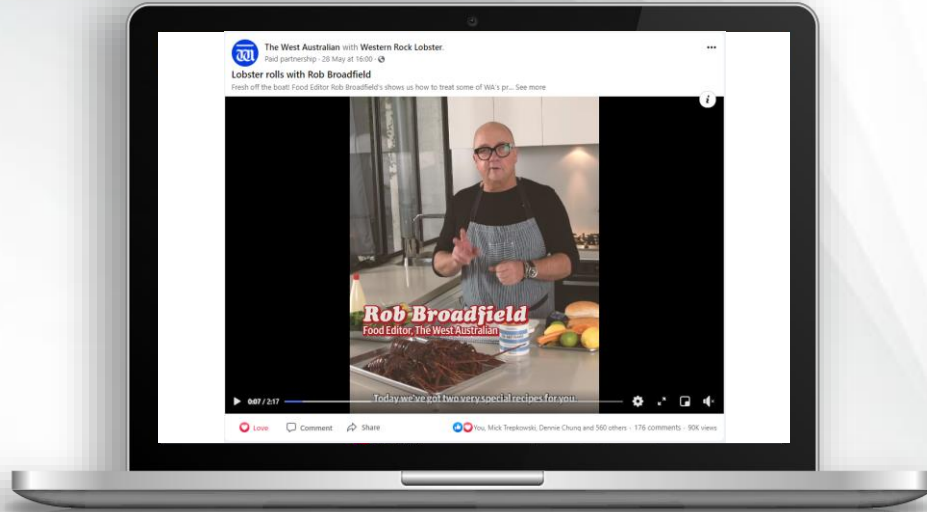 The West Australian with Western Rock Lobster.
Paid partnership · 28 May at 16:00 ·
Lobster rolls with Rob Broadfield
Fresh off the boat! Food Editor Rob Broadfield's shows us how to treat some of WA's pr... See more
Rob Broadfield
Food Editor, The West Australian
Today we've got two very special recipes for you.
0:07 / 2:17
Love Comment Share You, Mick Trepkowski, Dennie Chung and 560 others 176 comments · 90K views